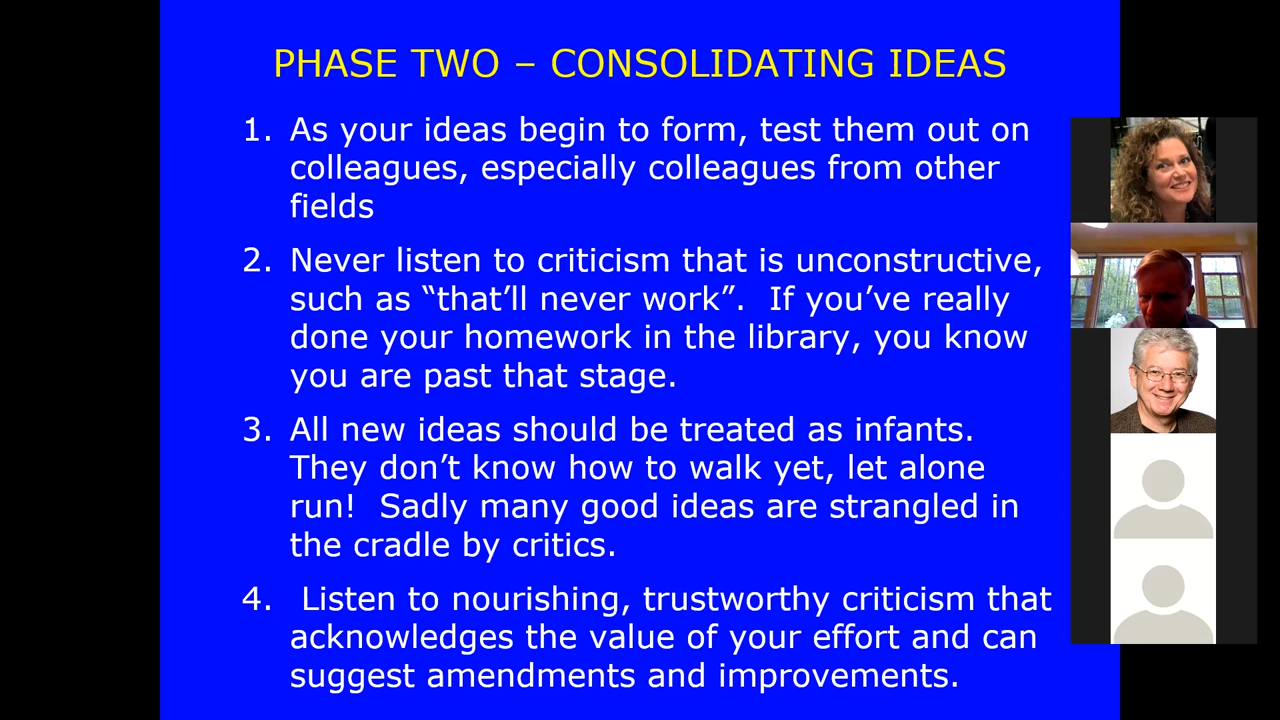 PHASE TWO – CONSOLIDATING IDEAS
1. As your ideas begin to form, test them out on
colleagues, especially colleagues from other
fields
2. Never listen to criticism that is unconstructive,
such as “that’ll never work”.  If you’ve really
done your homework in the library, you know
you are past that stage.
3. All new ideas should be treated as infants.
They don’t know how to walk yet, let alone
run!  Sadly many good ideas are strangled in
the cradle by critics.
4.  Listen to nourishing, trustworthy criticism that
acknowledges the value of your effort and can
suggest amendments and improvements.